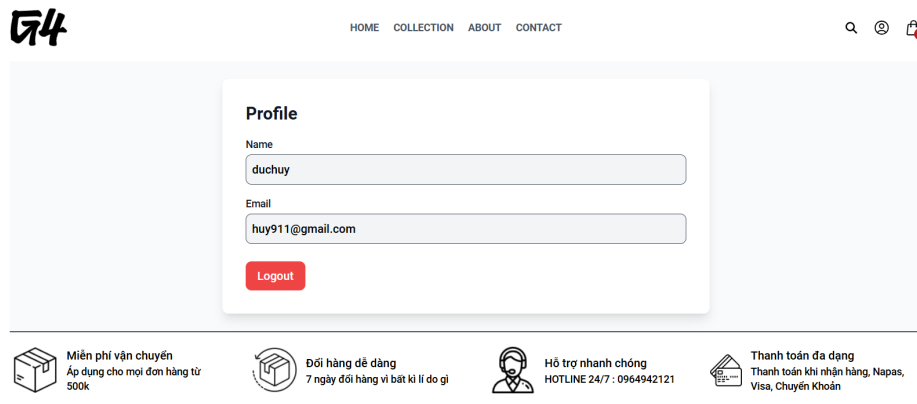 G4
HOME COLLECTION ABOUT CONTACT
Profile
Name
duchuy
Email
huy911@gmail.com
Logout
Miễn phí vận chuyển
Áp dụng cho mọi đơn hàng từ
500k
Đổi hàng dễ dàng
7 ngày đổi hàng vì bất kì lí do gì
Hỗ trợ nhanh chóng
HOTLINE 24/7 : 0964942121
Thanh toán đa dạng
Thanh toán khi nhận hàng, Napas,
Visa, Chuyển Khoản